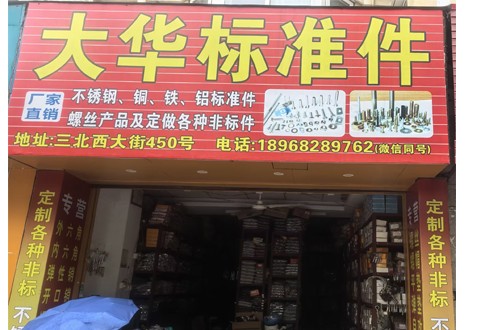 大华标准件
厂家
直销
不锈钢、铜、铁、铝标准件
螺丝产品及定做各种非标件
地址:三北西大街450号 电话:18968289762(微信同号)
定制各种非标
专营
定制各种非标